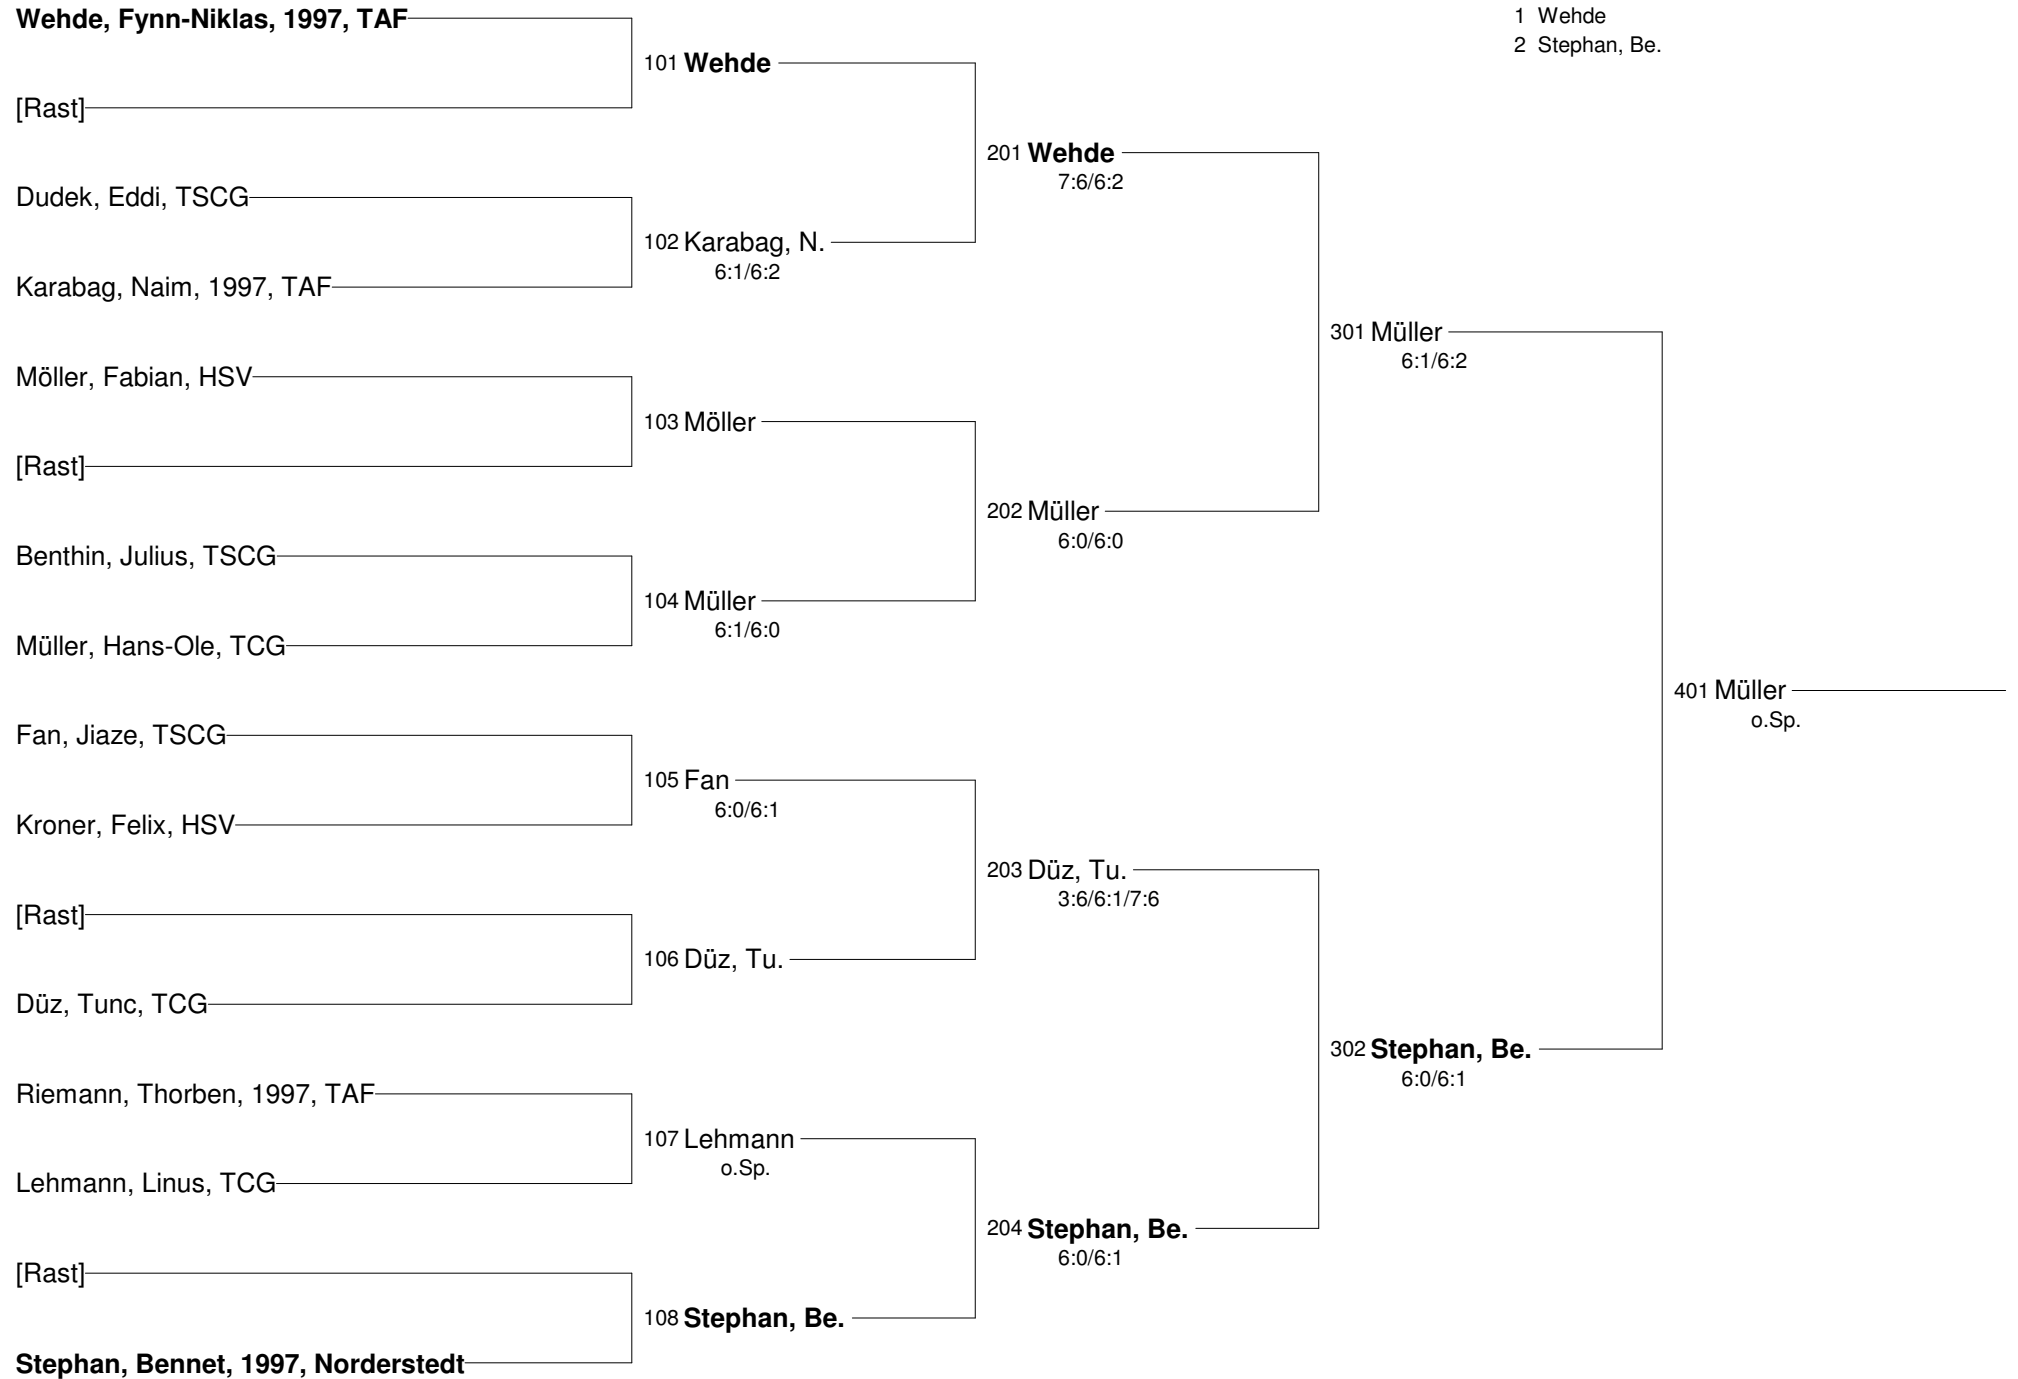 Wehde, Fynn-Niklas, 1997, TAF
[Rast]
Dudek, Eddi, TSCG
Karabag, Naim, 1997, TAF
Möller, Fabian, HSV
[Rast]
Benthin, Julius, TSCG
Müller, Hans-Ole, TCG
Fan, Jiaze, TSCG
Kroner, Felix, HSV
[Rast]
Düz, Tunc, TCG
Riemann, Thorben, 1997, TAF
Lehmann, Linus, TCG
[Rast]
Stephan, Bennet, 1997, Norderstedt
101 Wehde
102 Karabag, N.
6:1/6:2
103 Möller
104 Müller
6:1/6:0
105 Fan
6:0/6:1
106 Düz, Tu.
107 Lehmann
o.Sp.
108 Stephan, Be.
201 Wehde
7:6/6:2
202 Müller
6:0/6:0
203 Düz, Tu.
3:6/6:1/7:6
204 Stephan, Be.
6:0/6:1
301 Müller
6:1/6:2
302 Stephan, Be.
6:0/6:1
401 Müller
o.Sp.
1 Wehde
2 Stephan, Be.